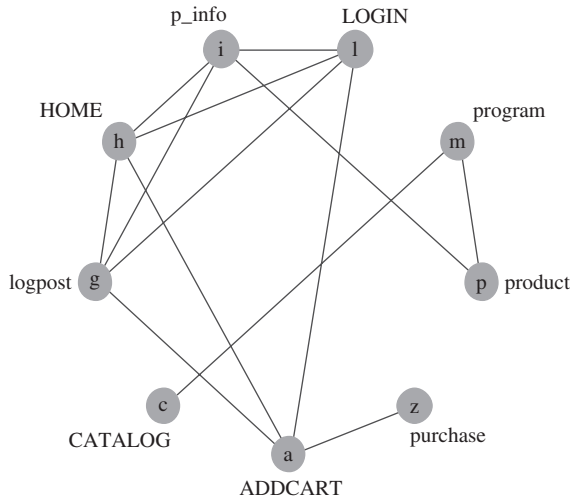 p_info
LOGIN
i
l
HOME
program
h
m
logpost
g
p
product
c
z
CATALOG
purchase
a
ADDCART